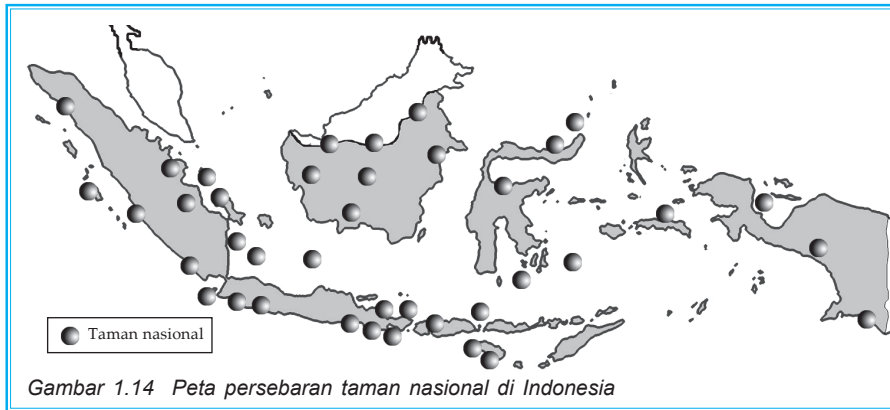 Taman nasional
Gambar 1.14 Peta persebaran taman nasional di Indonesia